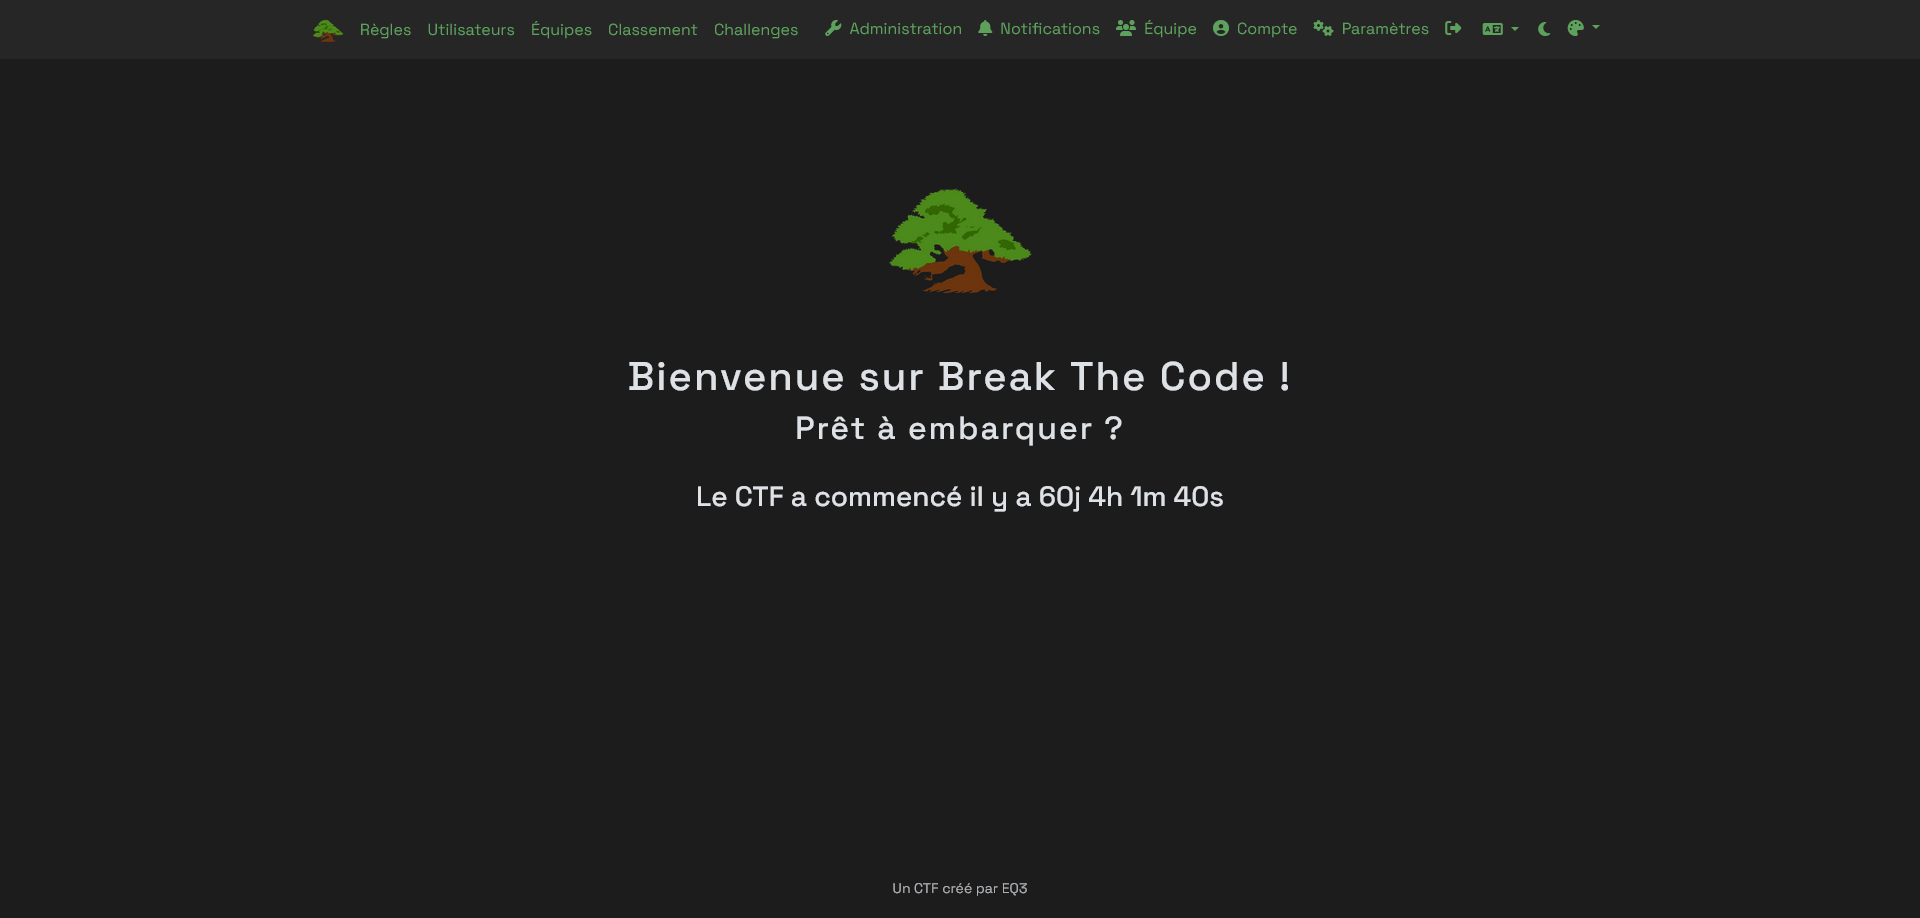 Règles Utilisateurs Équipes Classement Challenges Administration Notifications Équipe Compte Paramètres
Bienvenue sur Break The Code !
Prêt à embarquer ?
Le CTF a commencé il y a 60j 4h 1m 40s
Un CTF créé par EQ3